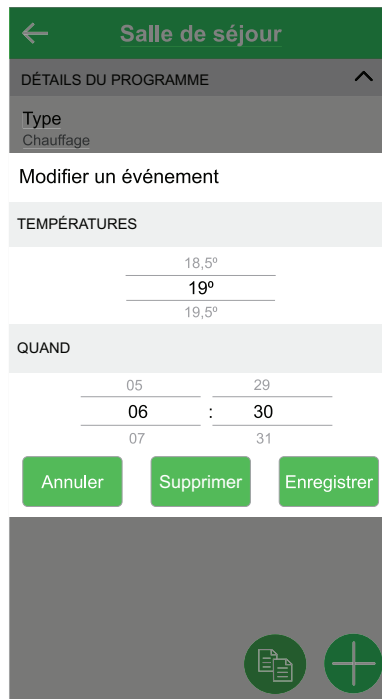 Salle de séjour
DÉTAILS DU PROGRAMME
Type
Chauffage
Modifier un événement
TEMPÉRATURES
18,5º
19º
19,5º
QUAND
05 29
06 : 30
07 31
Annuler Supprimer Enregistrer